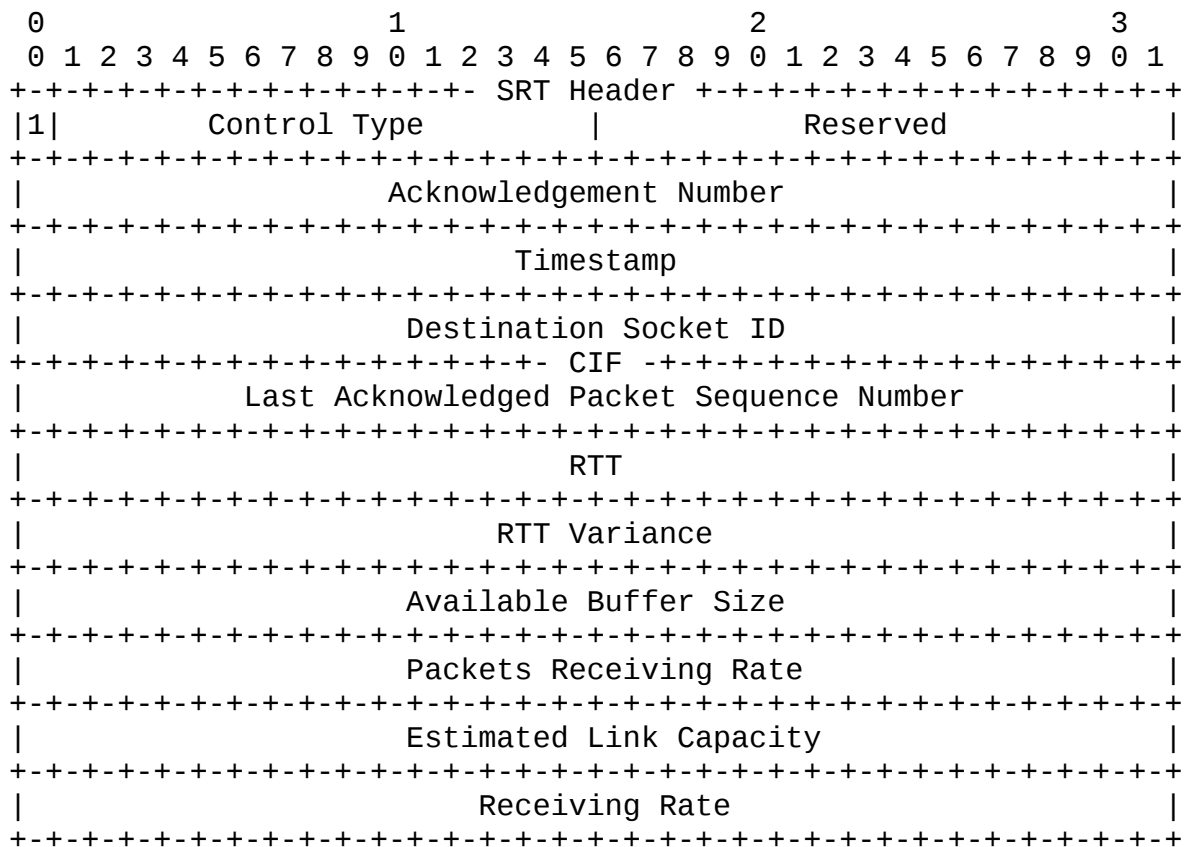 0                   1                   2                   3
 0 1 2 3 4 5 6 7 8 9 0 1 2 3 4 5 6 7 8 9 0 1 2 3 4 5 6 7 8 9 0 1
+-+-+-+-+-+-+-+-+-+-+-+-+- SRT Header +-+-+-+-+-+-+-+-+-+-+-+-+-+
|1|        Control Type         |           Reserved            |
+-+-+-+-+-+-+-+-+-+-+-+-+-+-+-+-+-+-+-+-+-+-+-+-+-+-+-+-+-+-+-+-+
|                    Acknowledgement Number                     |
+-+-+-+-+-+-+-+-+-+-+-+-+-+-+-+-+-+-+-+-+-+-+-+-+-+-+-+-+-+-+-+-+
|                           Timestamp                           |
+-+-+-+-+-+-+-+-+-+-+-+-+-+-+-+-+-+-+-+-+-+-+-+-+-+-+-+-+-+-+-+-+
|                     Destination Socket ID                     |
+-+-+-+-+-+-+-+-+-+-+-+-+-+-+- CIF -+-+-+-+-+-+-+-+-+-+-+-+-+-+-+
|            Last Acknowledged Packet Sequence Number           |
+-+-+-+-+-+-+-+-+-+-+-+-+-+-+-+-+-+-+-+-+-+-+-+-+-+-+-+-+-+-+-+-+
|                              RTT                              |
+-+-+-+-+-+-+-+-+-+-+-+-+-+-+-+-+-+-+-+-+-+-+-+-+-+-+-+-+-+-+-+-+
|                          RTT Variance                         |
+-+-+-+-+-+-+-+-+-+-+-+-+-+-+-+-+-+-+-+-+-+-+-+-+-+-+-+-+-+-+-+-+
|                     Available Buffer Size                     |
+-+-+-+-+-+-+-+-+-+-+-+-+-+-+-+-+-+-+-+-+-+-+-+-+-+-+-+-+-+-+-+-+
|                     Packets Receiving Rate                    |
+-+-+-+-+-+-+-+-+-+-+-+-+-+-+-+-+-+-+-+-+-+-+-+-+-+-+-+-+-+-+-+-+
|                     Estimated Link Capacity                   |
+-+-+-+-+-+-+-+-+-+-+-+-+-+-+-+-+-+-+-+-+-+-+-+-+-+-+-+-+-+-+-+-+
|                         Receiving Rate                        |
+-+-+-+-+-+-+-+-+-+-+-+-+-+-+-+-+-+-+-+-+-+-+-+-+-+-+-+-+-+-+-+-+